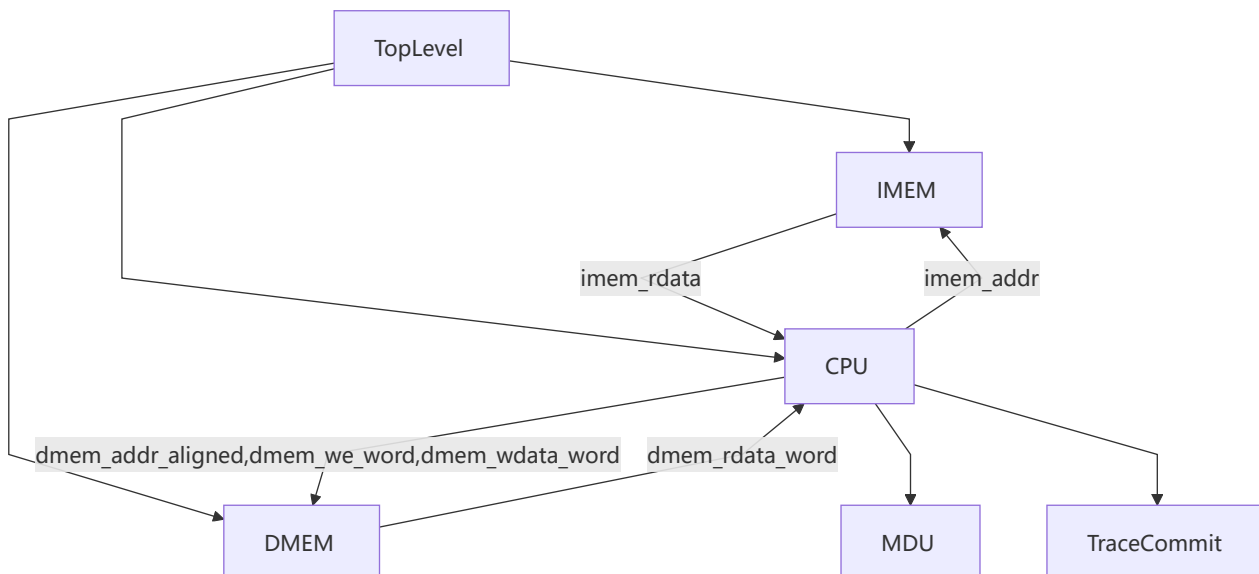 TopLevel
IMEM
imem_rdata
imem_addr
CPU
dmem_addr_aligned,dmem_we_word,dmem_wdata_word
dmem_rdata_word
DMEM
MDU
TraceCommit